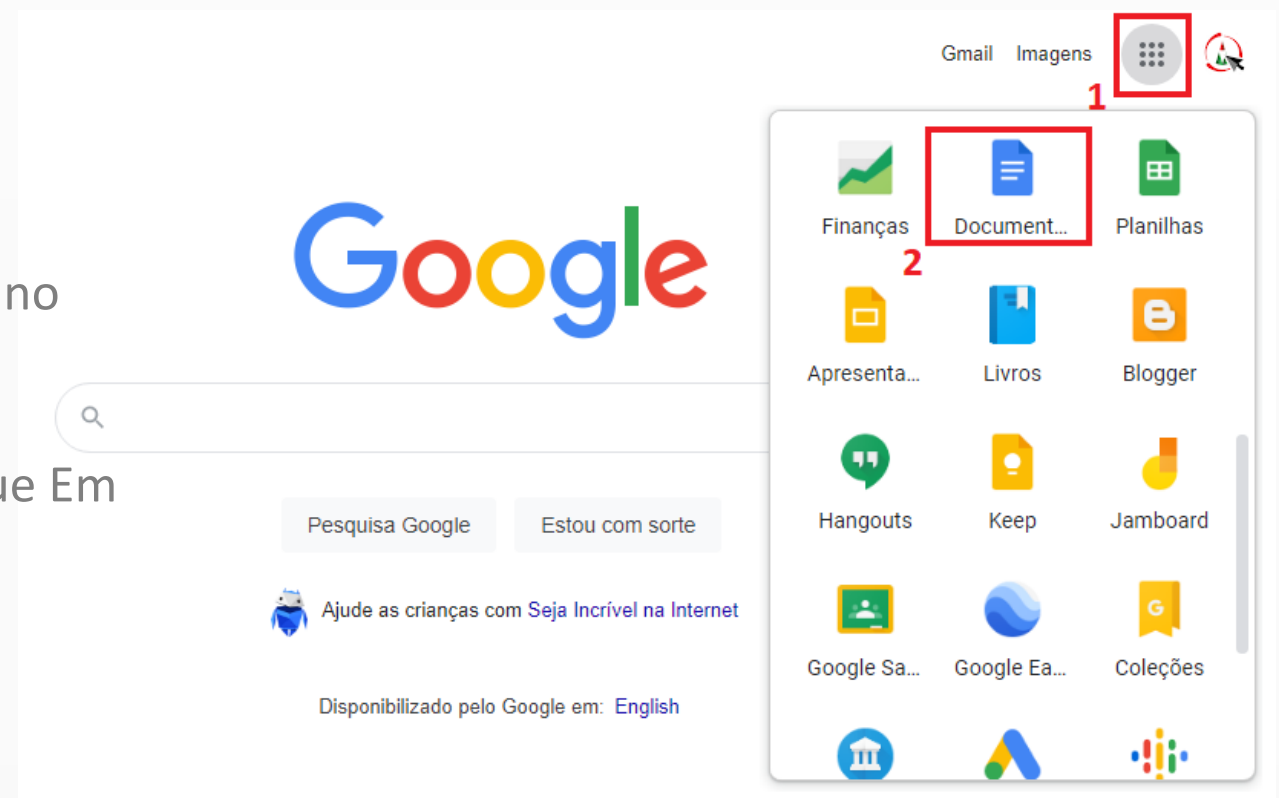 Gmail Imagens
1
Finanças Document... Planilhas
2
Google
no
Apresenta... Livros Blogger
ue Em
Pesquisa Google Estou com sorte
Hangouts Keep Jamboard
Ajude as crianças com Seja Incrível na Internet
Google Sa... Google Ea... Coleções
Disponibilizado pelo Google em: English